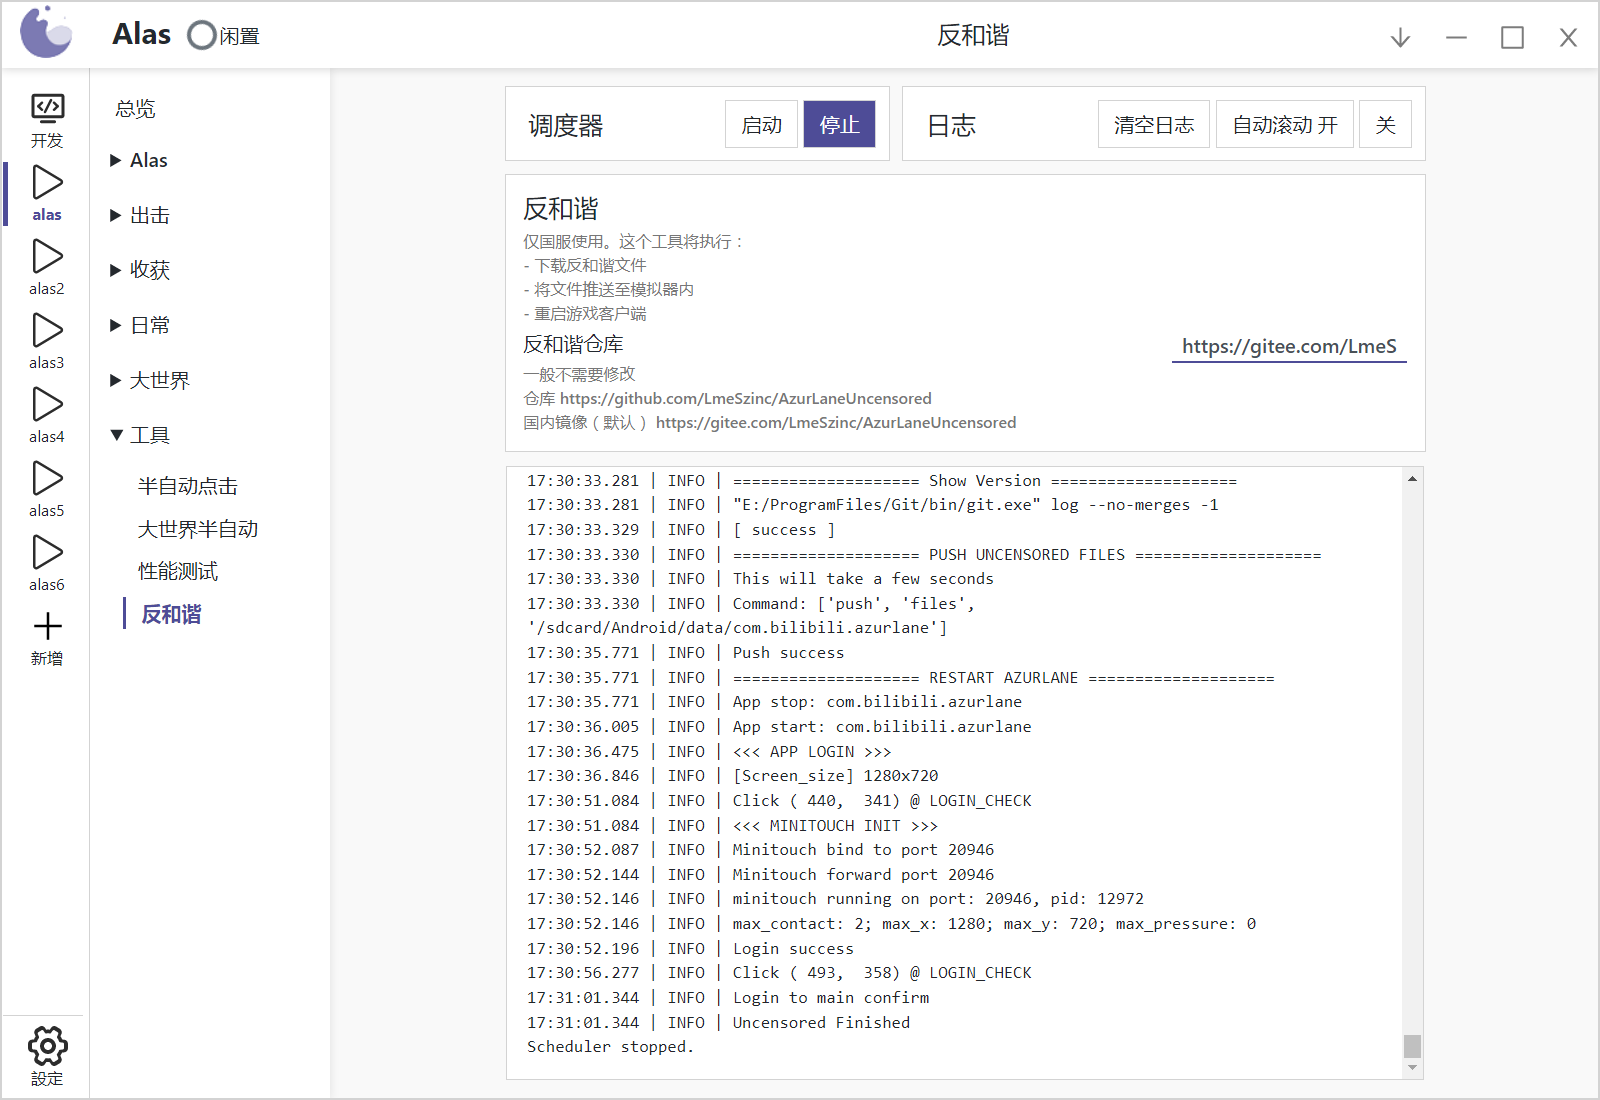 Alas 闲置
反和谐
开发
alas
alas2
alas3
alas4
alas5
alas6
新增
設定
总览
Alas
出击
收获
日常
大世界
工具
半自动点击
大世界半自动
性能测试
反和谐
调度器 启动 停止
日志 清空日志 自动滚动 开 关
反和谐
仅国服使用。这个工具将执行：
- 下载反和谐文件
- 将文件推送至模拟器内
- 重启游戏客户端
反和谐仓库
https://gitee.com/LmeS
一般不需要修改
仓库 https://github.com/LmeSzinc/AzurLaneUncensored
国内镜像（默认） https://gitee.com/LmeSzinc/AzurLaneUncensored
17:30:33.281 | INFO | ==================== Show Version ====================
17:30:33.281 | INFO | "E:/ProgramFiles/Git/bin/git.exe" log --no-merges -1
17:30:33.329 | INFO | [ success ]
17:30:33.330 | INFO | ==================== PUSH UNCENSORED FILES ====================
17:30:33.330 | INFO | This will take a few seconds
17:30:33.330 | INFO | Command: ['push', 'files',
'/sdcard/Android/data/com.bilibili.azurlane']
17:30:35.771 | INFO | Push success
17:30:35.771 | INFO | ==================== RESTART AZURLANE ====================
17:30:35.771 | INFO | App stop: com.bilibili.azurlane
17:30:36.005 | INFO | App start: com.bilibili.azurlane
17:30:36.475 | INFO | <<< APP LOGIN >>>
17:30:36.846 | INFO | [Screen_size] 1280x720
17:30:51.084 | INFO | Click ( 440,  341) @ LOGIN_CHECK
17:30:51.084 | INFO | <<< MINITOUCH INIT >>>
17:30:52.087 | INFO | Minitouch bind to port 20946
17:30:52.144 | INFO | Minitouch forward port 20946
17:30:52.146 | INFO | minitouch running on port: 20946, pid: 12972
17:30:52.146 | INFO | max_contact: 2; max_x: 1280; max_y: 720; max_pressure: 0
17:30:52.196 | INFO | Login success
17:30:56.277 | INFO | Click ( 493,  358) @ LOGIN_CHECK
17:31:01.344 | INFO | Login to main confirm
17:31:01.344 | INFO | Uncensored Finished
Scheduler stopped.